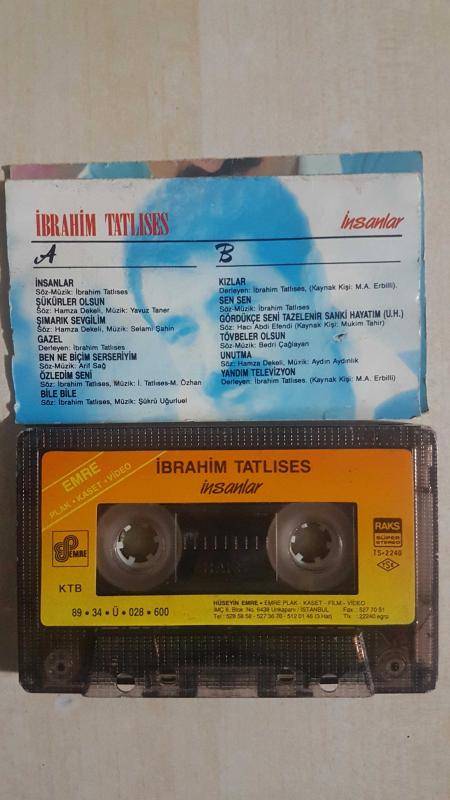 İBRAHİM TATLISES
İnsanlar
A
B
İNSANLAR
Söz-Müzik: İbrahim Tatlıses
ŞÜKÜRLER OLSUN
Söz: Hamza Dekeli, Müzik: Yavuz Taner
ŞIMARIK SEVGİLİM
Söz: Hamza Dekeli, Müzik: Selami Şahin
GAZEL
Derleyen: İbrahim Tatlıses
BEN NE BİÇİM SERSERİYİM
Söz-Müzik: Arif Sağ
ÖZLEDİM SENİ
Söz: İbrahim Tatlıses, Müzik: İ. Tatlıses-M. Özhan
BİLE BİLE
Söz: İbrahim Tatlıses, Müzik: Şükrü Uğurluel
KIZLAR
Derleyen: İbrahim Tatlıses, (Kaynak Kişi: M.A. Erbilli).
SEN SEN
Söz-Müzik: İbrahim Tatlıses
GÖRDÜKÇE SENİ TAZELENİR SANKİ HAYATIM (U.H.)
Söz: Hacı Abdi Efendi (Kaynak Kişi: Mukim Tahir)
TÖVBELER OLSUN
Söz-Müzik: Bedri Çağlayan
UNUTMA
Söz: Hamza Dekeli, Müzik: Aydın Aydınlık
YANDIM TELEVİZYON
Derleyen: İbrahim Tatlıses. (Kaynak Kişi: M.A. Erbilli)
EMRE
PLAK • KASET • VİDEO
İBRAHİM TATLISES
İnsanlar
EMRE
KTB
89 • 34 • Ü • 028 • 600
RAKS
SÜPER
STEREO
TS-2240
TSE
HÜSEYİN EMRE • EMRE PLAK - KASET - FİLM - VİDEO
İMÇ 6. Blok No. 6438 Unkapanı / İSTANBUL Fax : 527 70 51
Tel : 528 58 58 - 527 36 70 - 512 01 46 (3 Hat) Tlx : 22240 egrp